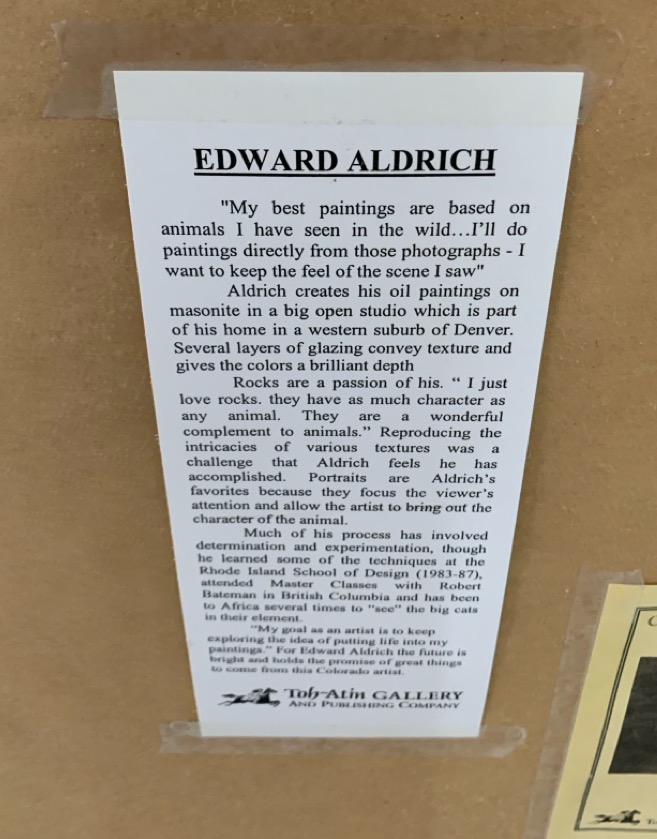 EDWARD ALDRICH
"My best paintings are based on
animals I have seen in the wild...I'll do
paintings directly from those photographs - I
want to keep the feel of the scene I saw"
Aldrich creates his oil paintings on
masonite in a big open studio which is part
of his home in a western suburb of Denver.
Several layers of glazing convey texture and
gives the colors a brilliant depth
Rocks are a passion of his. “ I just
love rocks. they have as much character as
any animal. They are a wonderful
complement to animals.” Reproducing the
intricacies of various textures was a
challenge that Aldrich feels he has
accomplished. Portraits are Aldrich's
favorites because they focus the viewer's
attention and allow the artist to bring out the
character of the animal.
Much of his process has involved
determination and experimentation, though
he learned some of the techniques at the
Rhode Island School of Design (1983-87),
attended Master Classes with Robert
Bateman in British Columbia and has been
to Africa several times to "see" the big cats
in their element.
"My goal as an artist is to keep
exploring the idea of putting life into my
paintings." For Edward Aldrich the future is
bright and holds the promise of great things
to come from this Colorado artist.
Toh-Atin GALLERY
AND PUBLISHING COMPANY